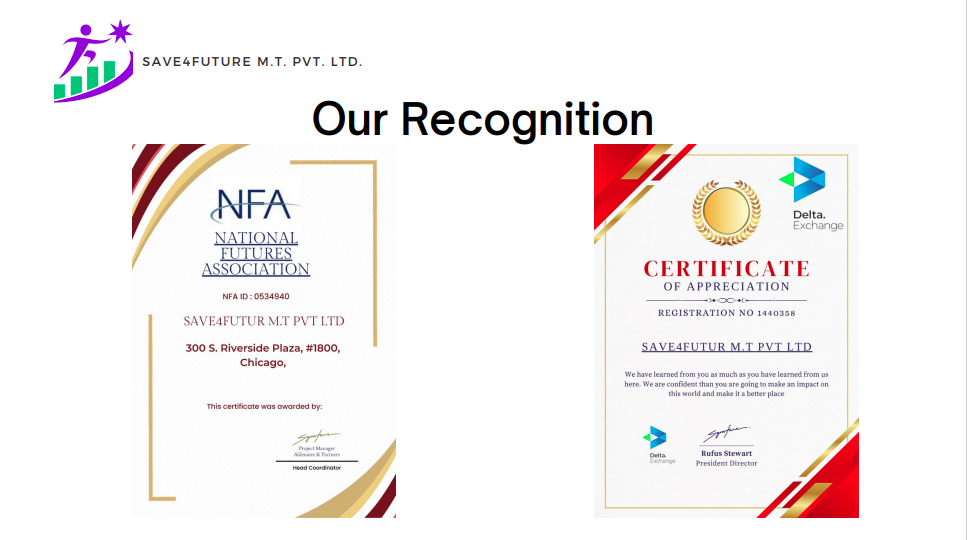 SAVE4FUTURE M.T. PVT. LTD.
Our Recognition
NFA
NATIONAL
FUTURES
ASSOCIATION
NFA ID : 0534940
SAVE4FUTUR M.T PVT LTD
300 S. Riverside Plaza, #1800,
Chicago,
This certificate was awarded by:
Signature
Project Manager
Aldenaire & Partners
Head Coordinator
Delta.
Exchange
CERTIFICATE
OF APPRECIATION
REGISTRATION NO 1440358
SAVE4FUTUR M.T PVT LTD
We have learned from you as much as you have learned from us
here. We are confident than you are going to make an impact on
this world and make it a better place
Delta.
Exchange
Signature
Rufus Stewart
President Director